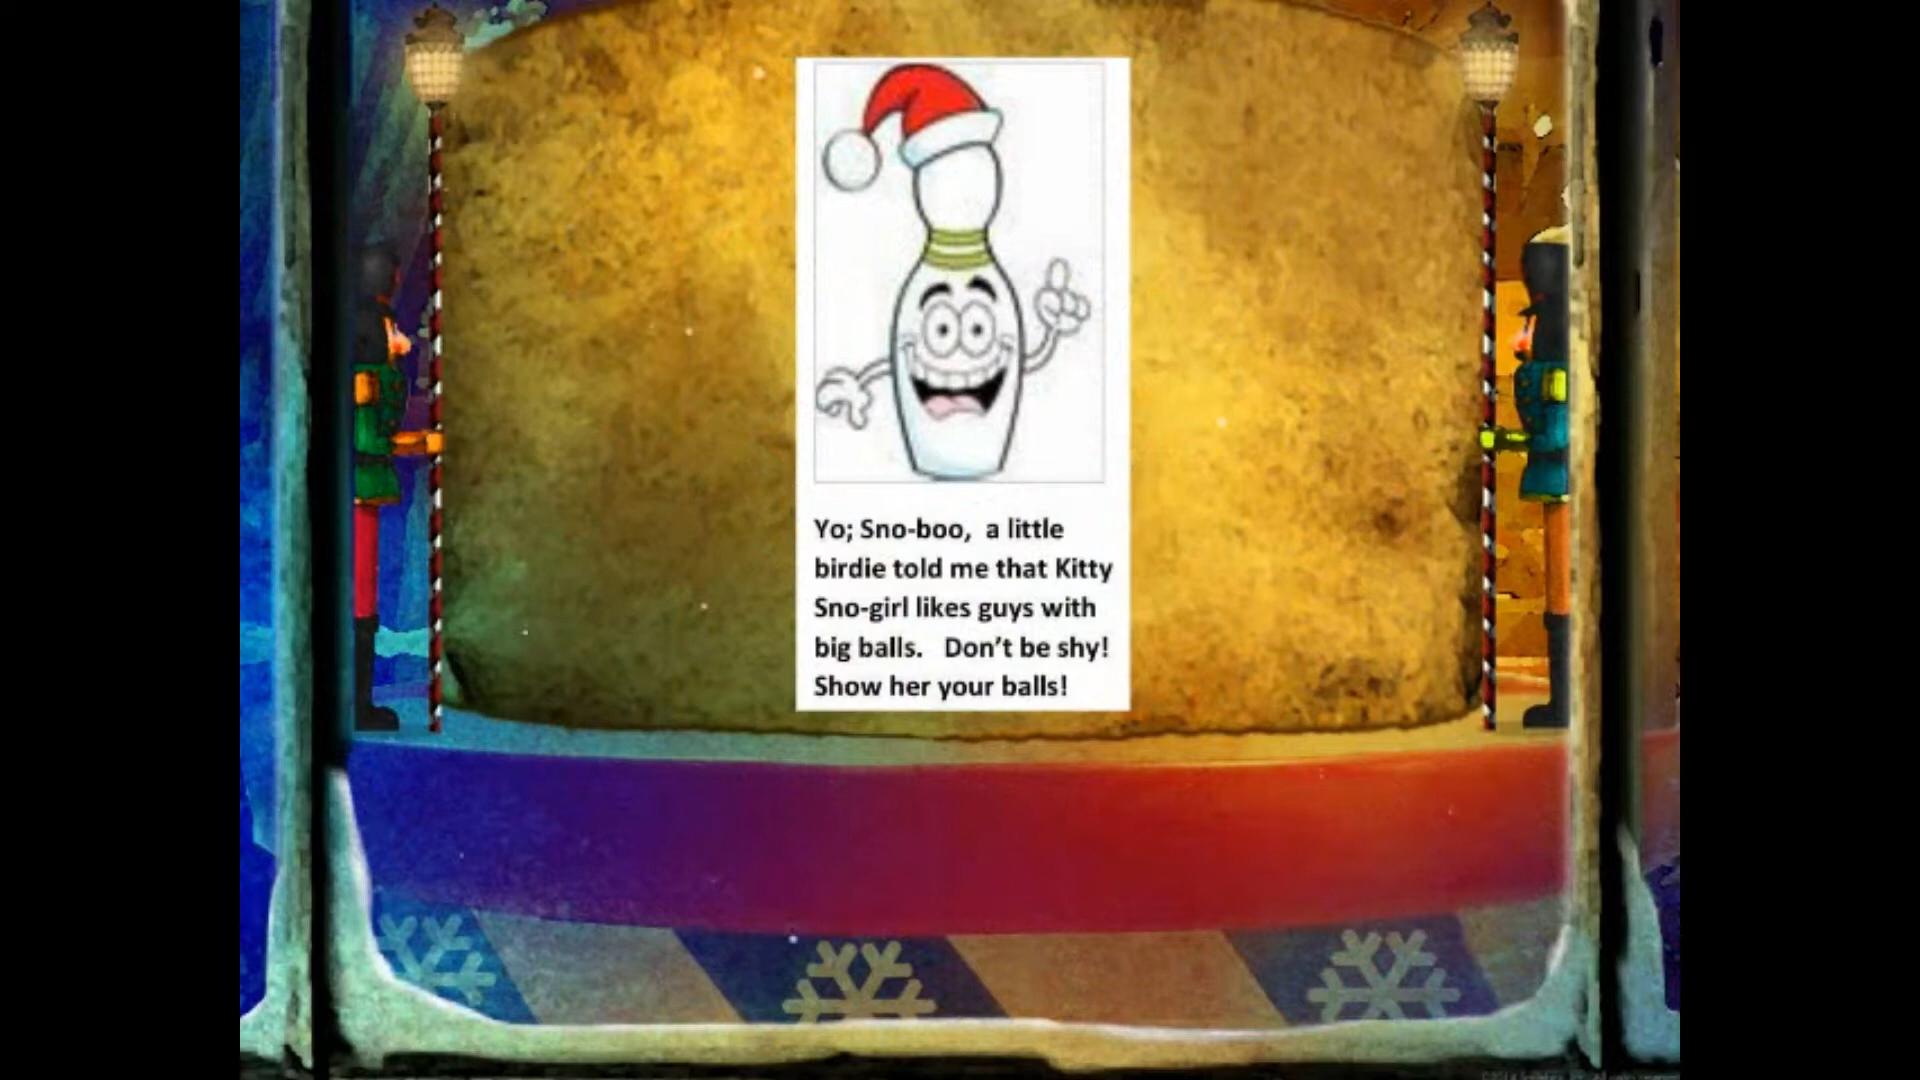 Yo; Sno-boo,  a little
birdie told me that Kitty
Sno-girl likes guys with
big balls.   Don't be shy!
Show her your balls!